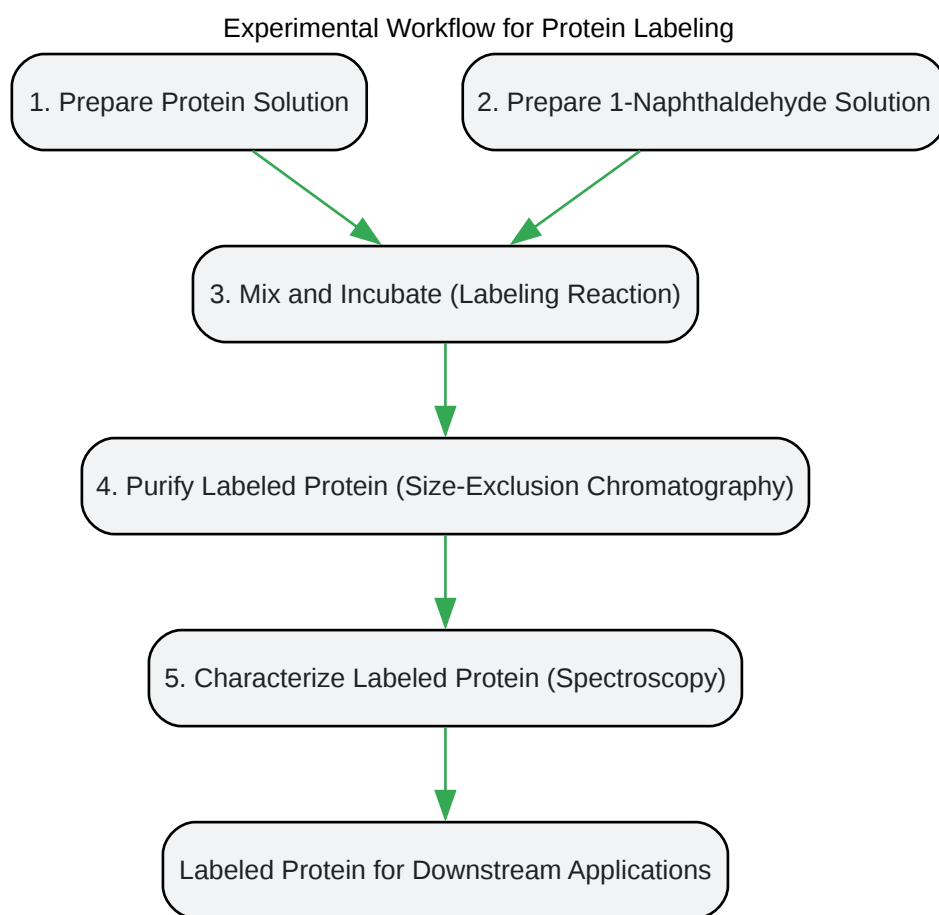 Experimental Workflow for Protein Labeling
1. Prepare Protein Solution
2. Prepare 1-Naphthaldehyde Solution
3. Mix and Incubate (Labeling Reaction)
4. Purify Labeled Protein (Size-Exclusion Chromatography)
5. Characterize Labeled Protein (Spectroscopy)
Labeled Protein for Downstream Applications